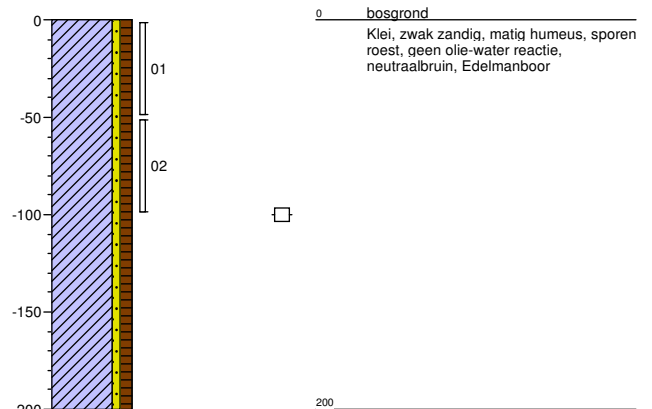 0
0
bosgrond
Klei, zwak zandig, matig humeus, sporen
roest, geen olie-water reactie,
neutraalbruin, Edelmanboor
01
-50
02
-100
-150
-200
200